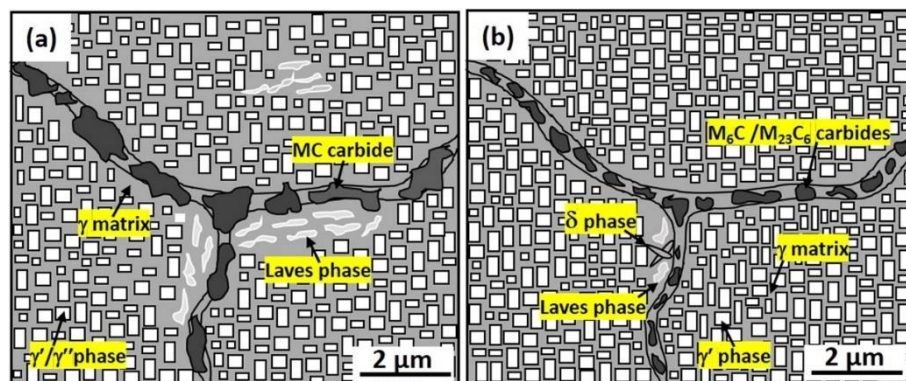 (a)
MC carbide
γ matrix
Laves phase
γ′/γ′′phase
2 μm
(b)
M₆C /M₂₃C₆ carbides
δ phase
γ matrix
Laves phase
γ′ phase
2 μm